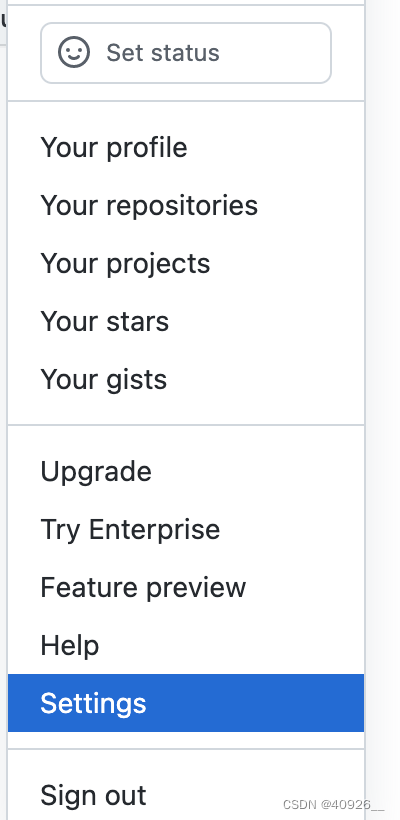 Set status
Your profile
Your repositories
Your projects
Your stars
Your gists
Upgrade
Try Enterprise
Feature preview
Help
Settings
Sign out
CSDN @40926__